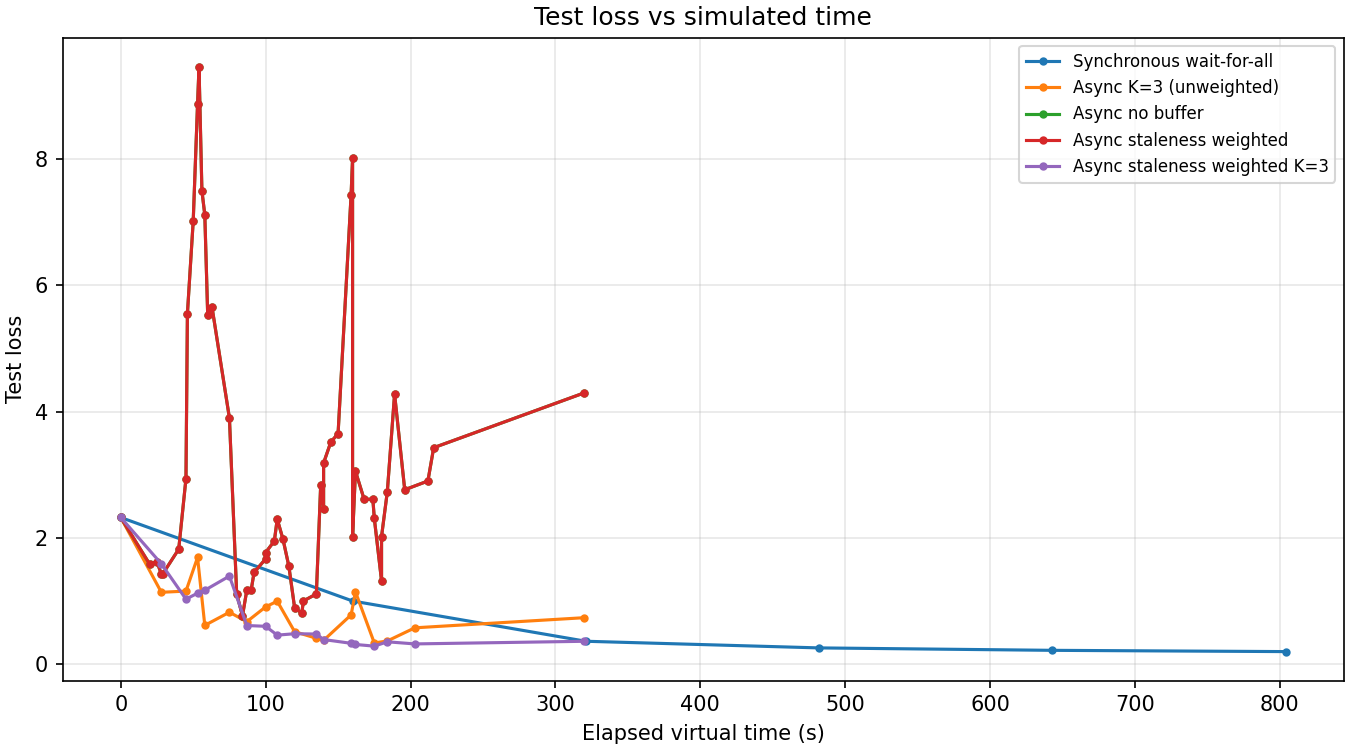 Test loss vs simulated time
Synchronous wait-for-all
Async K=3 (unweighted)
Async no buffer
Async staleness weighted
Async staleness weighted K=3
Test loss
8
6
4
2
0
0 100 200 300 400 500 600 700 800
Elapsed virtual time (s)